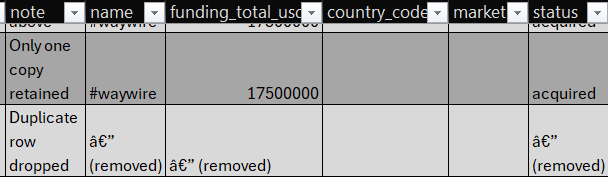 note name funding_total_usd country_code market status
above #waywire 17500000 acquired
Only one
copy
retained #waywire 17500000 acquired
Duplicate
row â€” â€”
dropped (removed) â€” (removed) (removed)